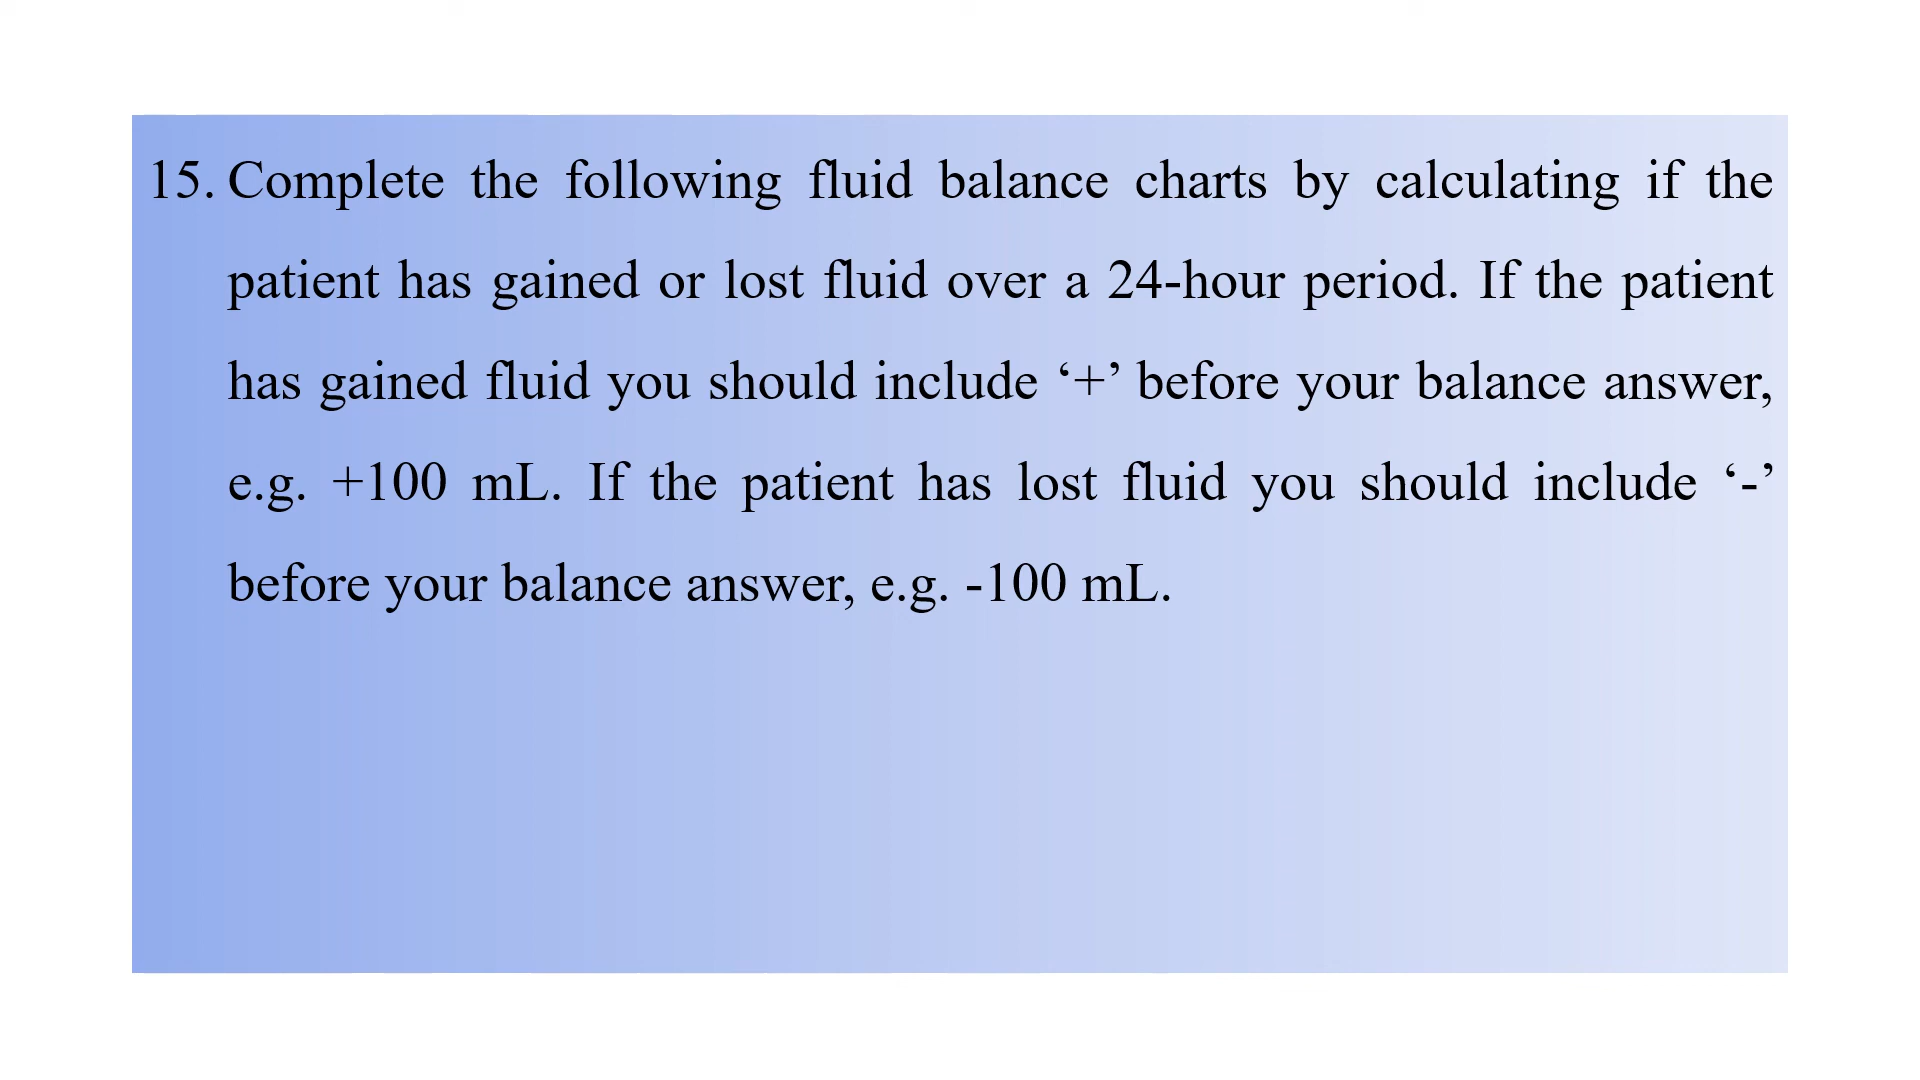 15. Complete the following fluid balance charts by calculating if the
patient has gained or lost fluid over a 24-hour period. If the patient
has gained fluid you should include ‘+’ before your balance answer,
e.g. +100 mL. If the patient has lost fluid you should include ‘-’
before your balance answer, e.g. -100 mL.